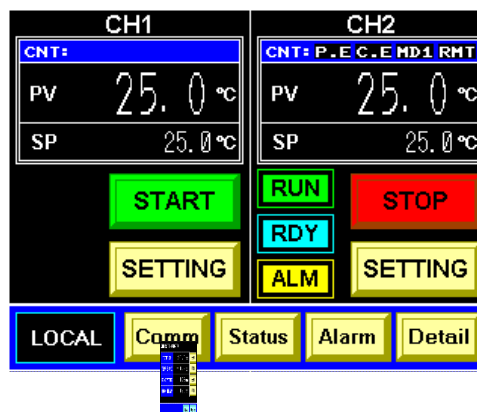 CH1
CNT:
PV 25.0 ℃
SP 25.0℃
START
SETTING
CH2
CNT: P.E C.E MD1 RMT
PV 25.0 ℃
SP 25.0℃
RUN
RDY
ALM
STOP
SETTING
LOCAL Comm Status Alarm Detail